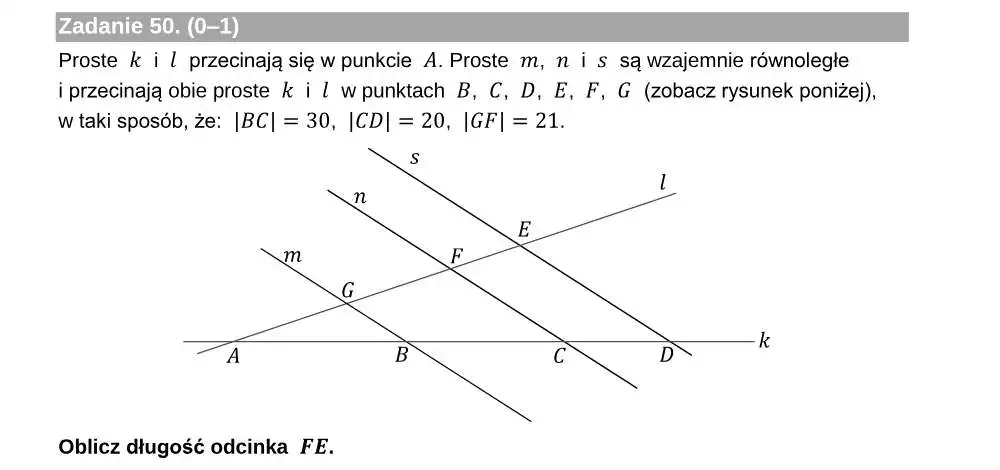 Zadanie 50. (0–1)
Proste k i l przecinają się w punkcie A. Proste m, n i s są wzajemnie równoległe
i przecinają obie proste k i l w punktach B, C, D, E, F, G (zobacz rysunek poniżej),
w taki sposób, że: |BC| = 30, |CD| = 20, |GF| = 21.
s
l
n
E
m
F
G
k
A
B
C
D
Oblicz długość odcinka FE.